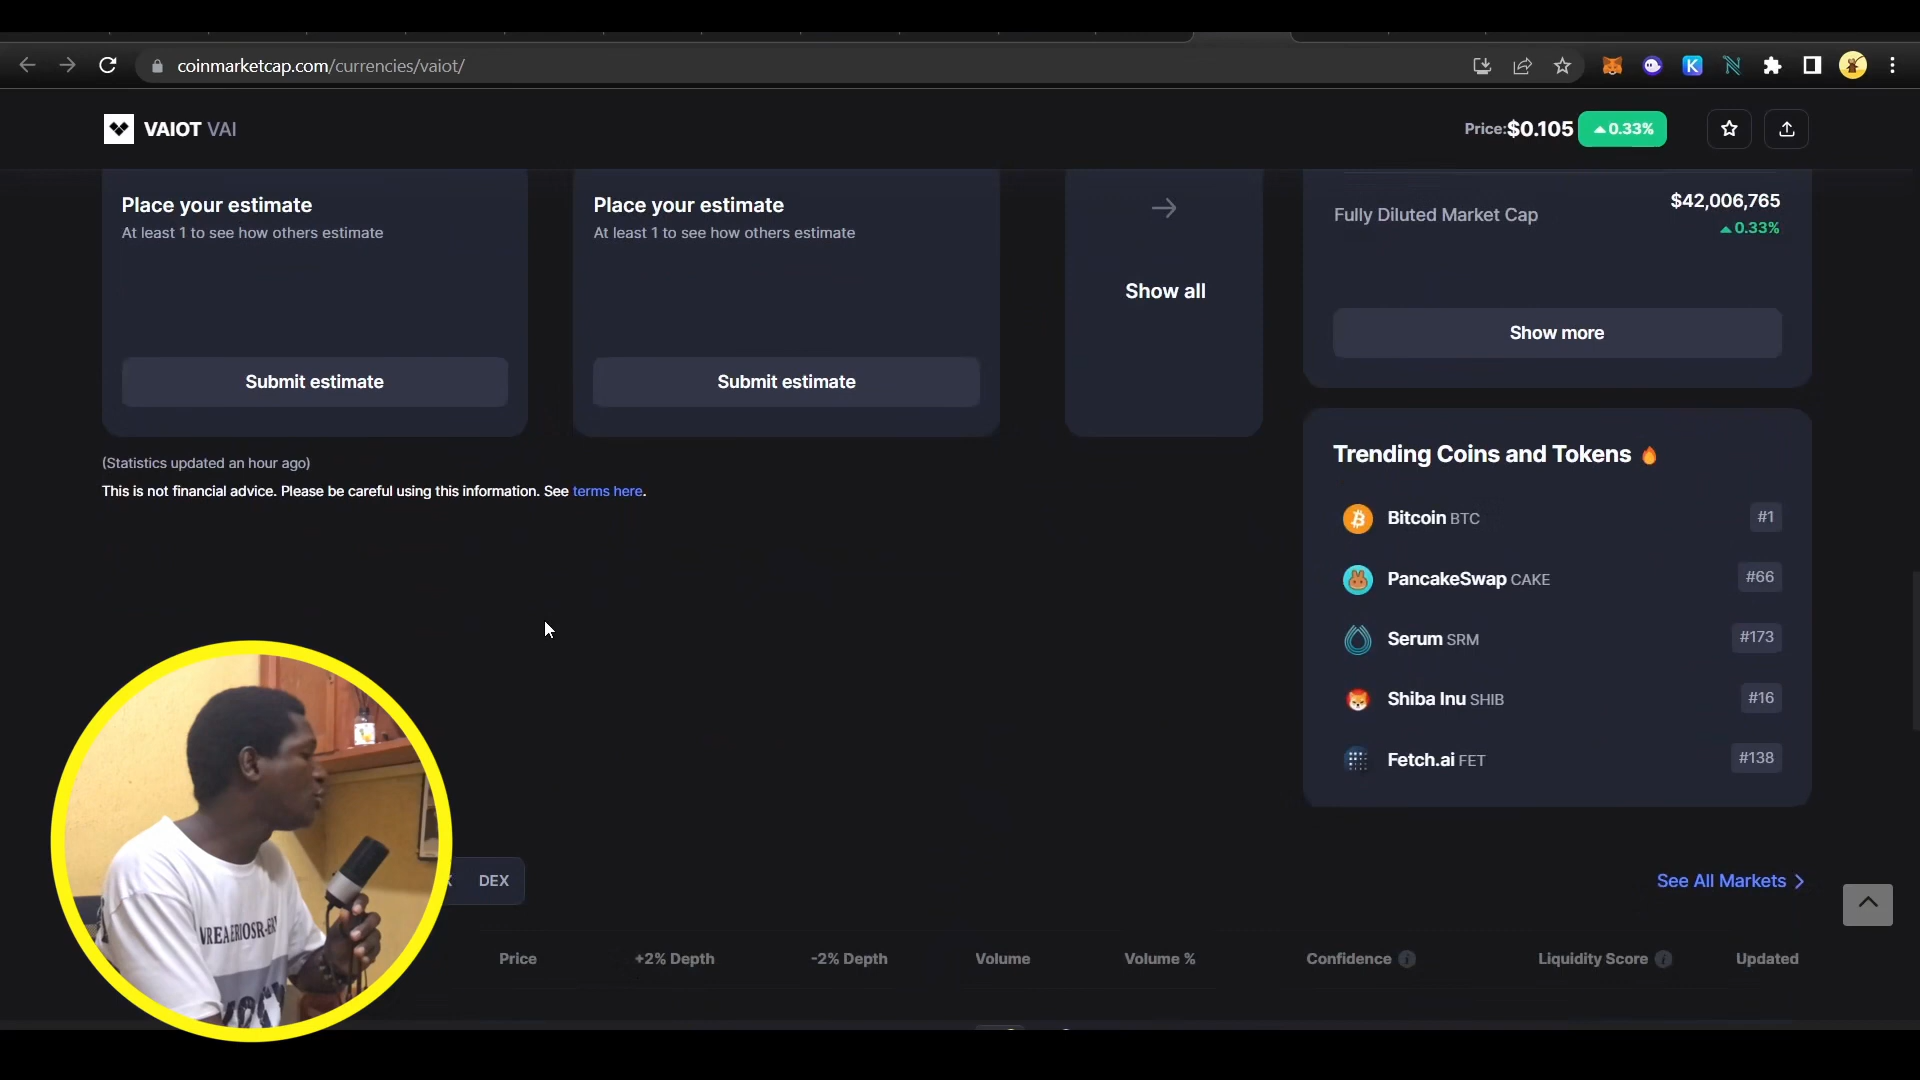 coinmarketcap.com/currencies/vaiot/
VAIOT VAI
Price:$0.105 0.33%
Place your estimate
At least 1 to see how others estimate
Submit estimate
Place your estimate
At least 1 to see how others estimate
Submit estimate
Show all
Fully Diluted Market Cap
$42,006,765
0.33%
Show more
(Statistics updated an hour ago)
This is not financial advice. Please be careful using this information. See terms here.
Trending Coins and Tokens
Bitcoin BTC #1
PancakeSwap CAKE #66
Serum SRM #173
Shiba Inu SHIB #16
Fetch.ai FET #138
DEX
See All Markets
Price +2% Depth -2% Depth Volume Volume % Confidence Liquidity Score Updated